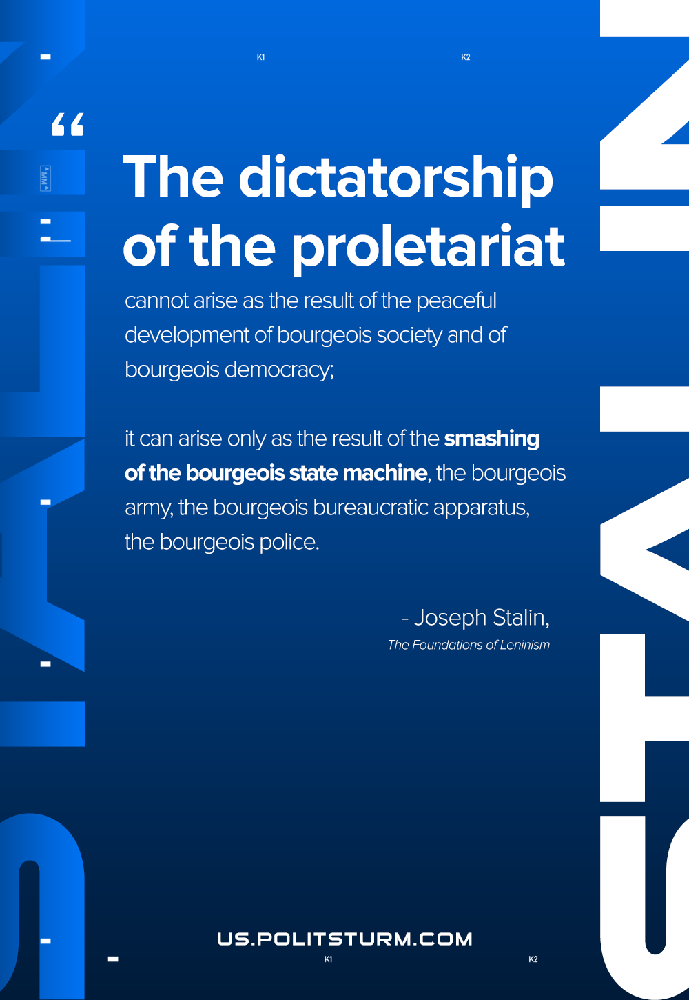 K1
K2
“
MM
The dictatorship
of the proletariat
cannot arise as the result of the peaceful
development of bourgeois society and of
bourgeois democracy;
it can arise only as the result of the smashing
of the bourgeois state machine, the bourgeois
army, the bourgeois bureaucratic apparatus,
the bourgeois police.
- Joseph Stalin,
The Foundations of Leninism
STALIN
STALIN
US.POLITSTURM.COM
K1
K2